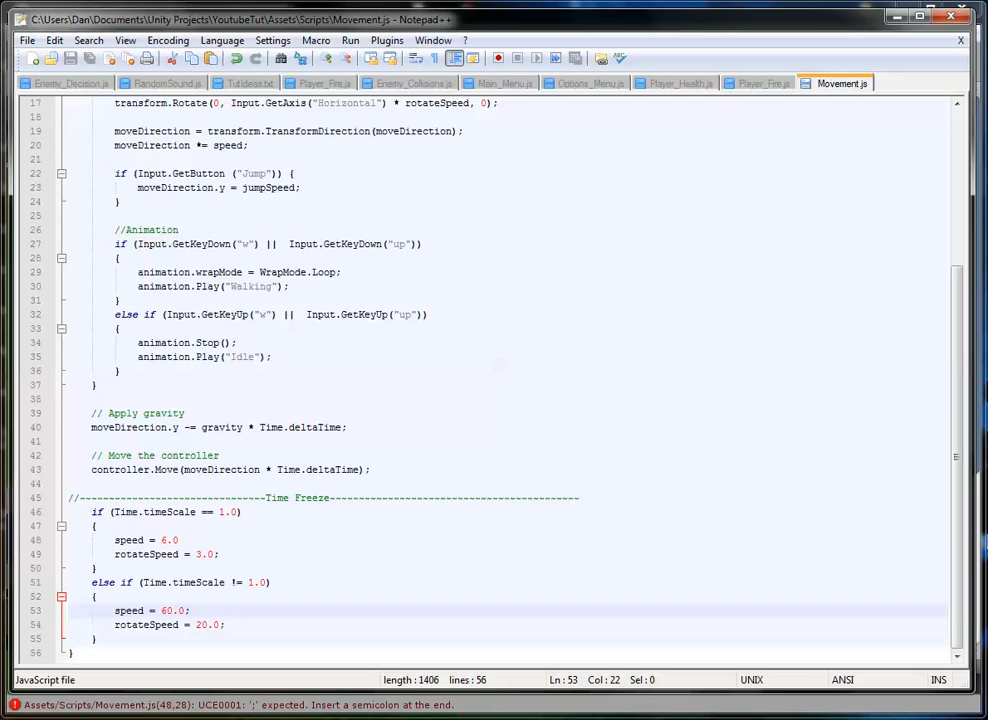 C:\Users\Dan\Documents\Unity Projects\YoubuteTut\Assets\Scripts\Movement.js - Notepad++
File Edit Search View Encoding Language Settings Macro Run Plugins Window ? X
Enemy_Decision.js RandomSound.js TutIdeas.txt Player_Fire.js Enemy_Collisions.js Main_Menu.js Options_Menu.js Player_Health.js Player_Fire.js Movement.js
17 transform.Rotate(0, Input.GetAxis("Horizontal") * rotateSpeed, 0);
18
19 moveDirection = transform.TransformDirection(moveDirection);
20 moveDirection *= speed;
21
22 if (Input.GetButton ("Jump")) {
23 moveDirection.y = jumpSpeed;
24 }
25
26 //Animation
27 if (Input.GetKeyDown("w") || Input.GetKeyDown("up"))
28 {
29 animation.wrapMode = WrapMode.Loop;
30 animation.Play("Walking");
31 }
32 else if (Input.GetKeyUp("w") || Input.GetKeyUp("up"))
33 {
34 animation.Stop();
35 animation.Play("Idle");
36 }
37 }
38
39 // Apply gravity
40 moveDirection.y -= gravity * Time.deltaTime;
41
42 // Move the controller
43 controller.Move(moveDirection * Time.deltaTime);
44
45 //~~~~~~~~~~~~~~~~~~~~~~~~~~~~~~~~Time Freeze~~~~~~~~~~~~~~~~~~~~~~~~~~~~~~~~~~~~~~~~~~~
46 if (Time.timeScale == 1.0)
47 {
48 speed = 6.0
49 rotateSpeed = 3.0;
50 }
51 else if (Time.timeScale != 1.0)
52 {
53 speed = 60.0;
54 rotateSpeed = 20.0;
55 }
56 }
JavaScript file length : 1406 lines : 56 Ln : 53 Col : 22 Sel : 0 UNIX ANSI INS
Assets/Scripts/Movement.js(48,28): UCE0001: ';' expected. Insert a semicolon at the end.